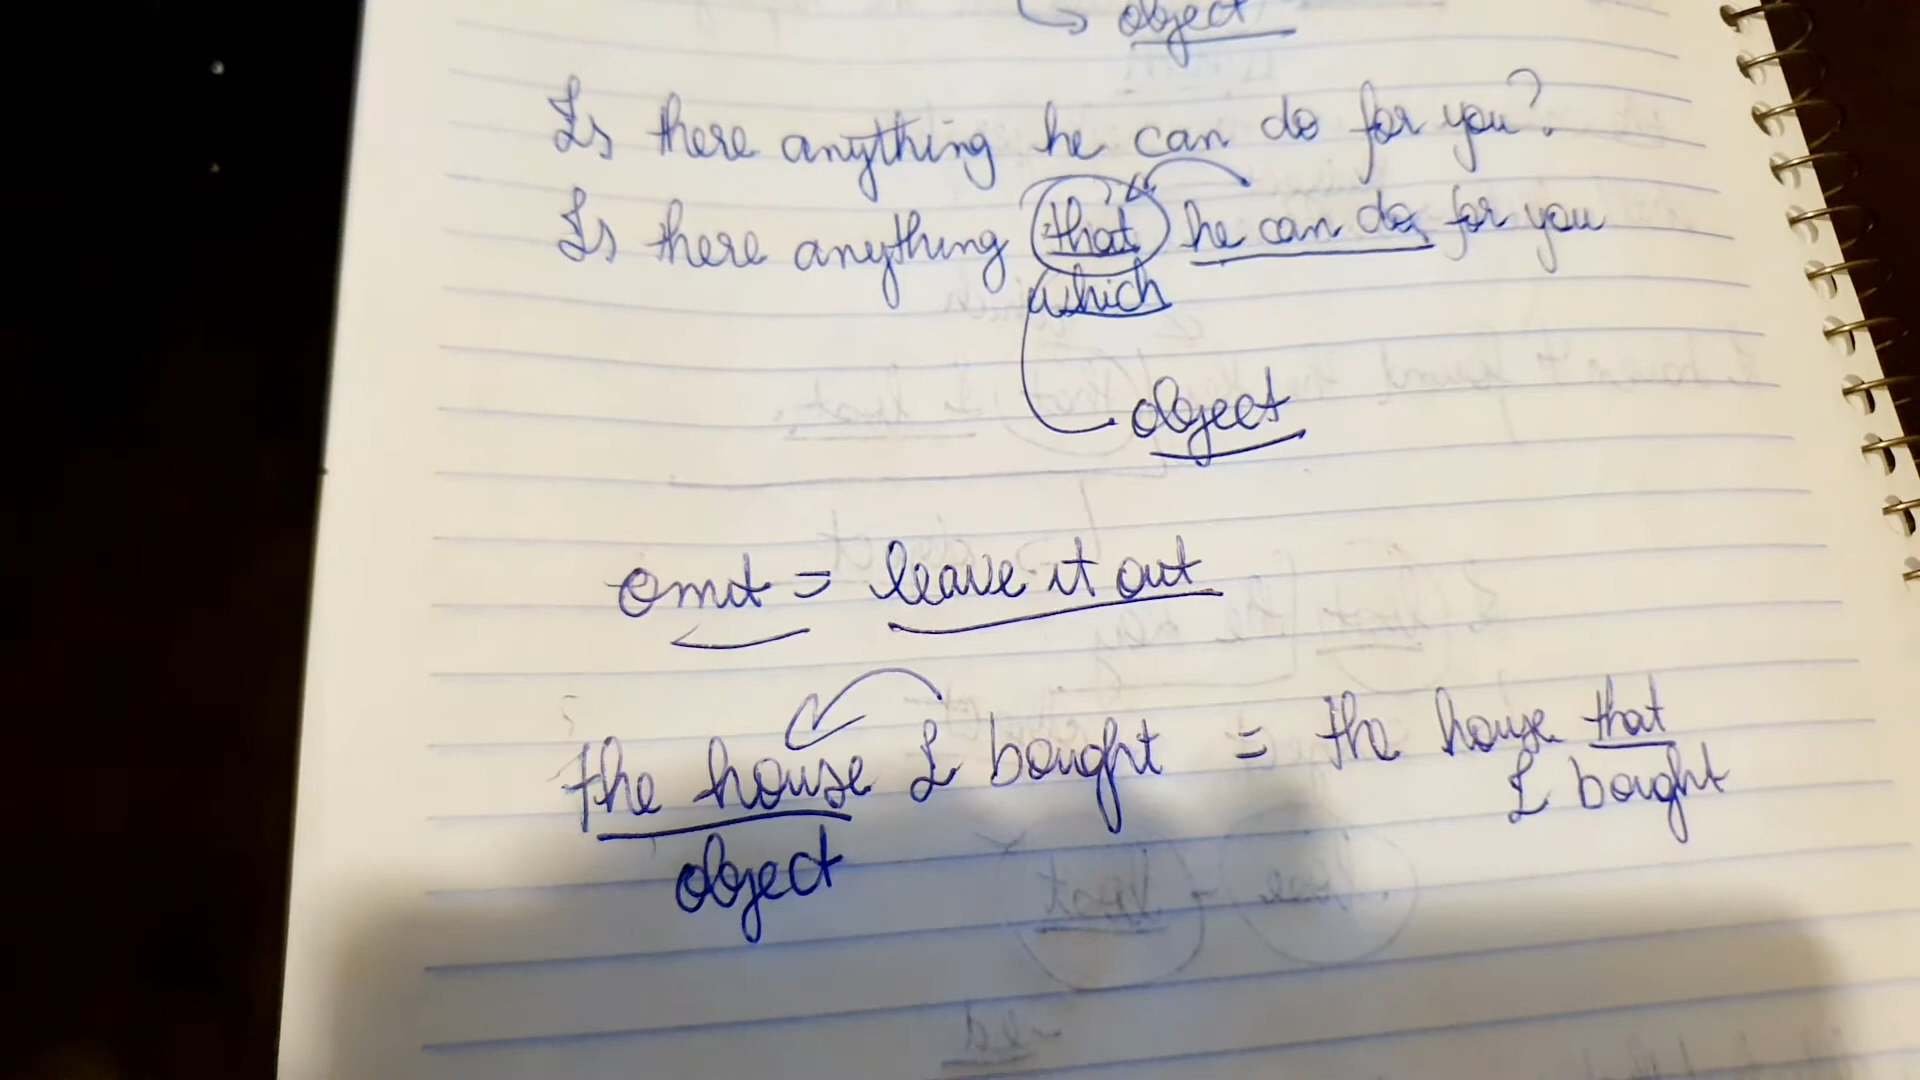 object
Is there anything he can do for you?
Is there anything that he can do for you
which
object
omit = leave it out
the house I bought = the house that
I bought
object